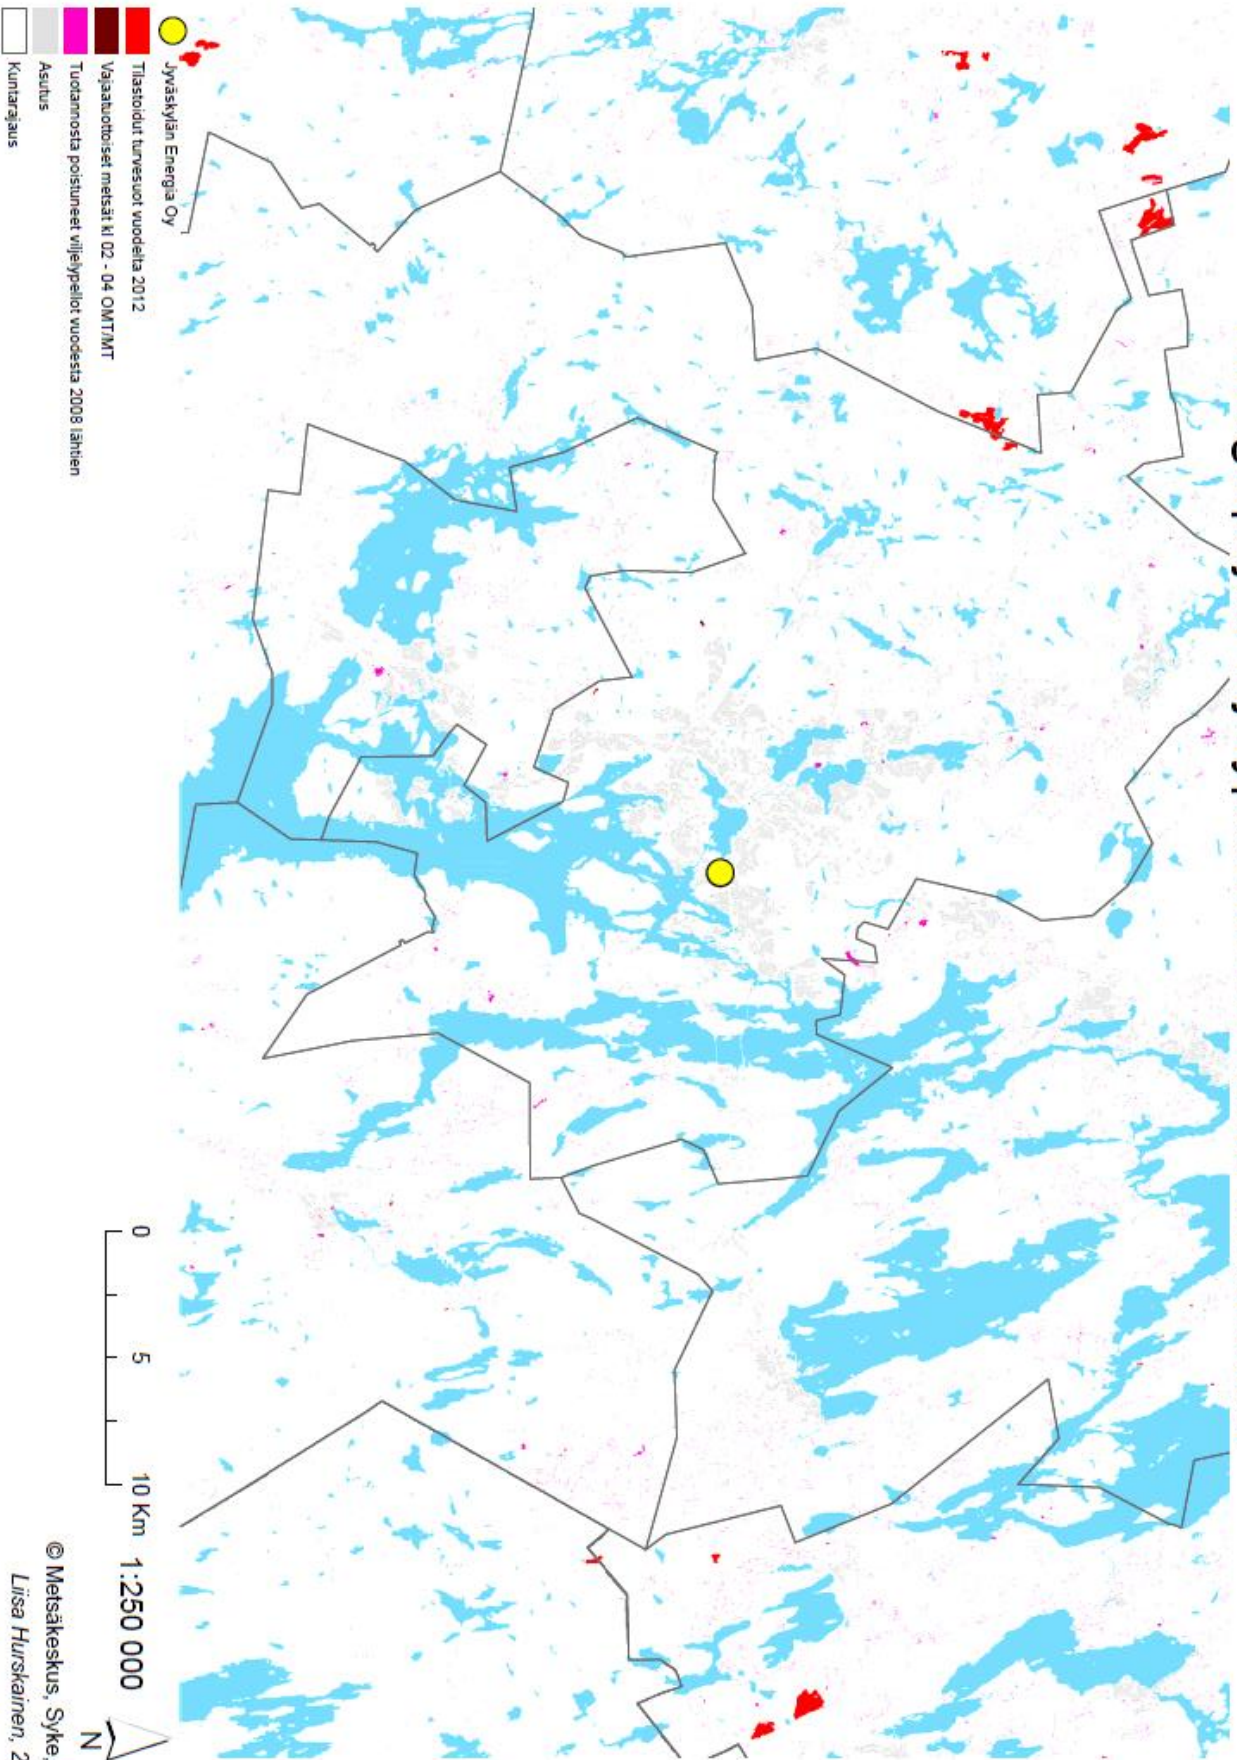 Jyväskylän Energia Oy
Tilastoidut turvesuot vuodelta 2012
Vajaatuottoiset metsät kl 02 - 04 OMT/MT
Tuotannosta poistuneet viljelypellot vuodesta 2008 lähtien
Asutus
Kuntarajaus
0 5 10 Km
1:250 000
N
© Metsäkeskus, Syke,
Liisa Hurskainen, 2